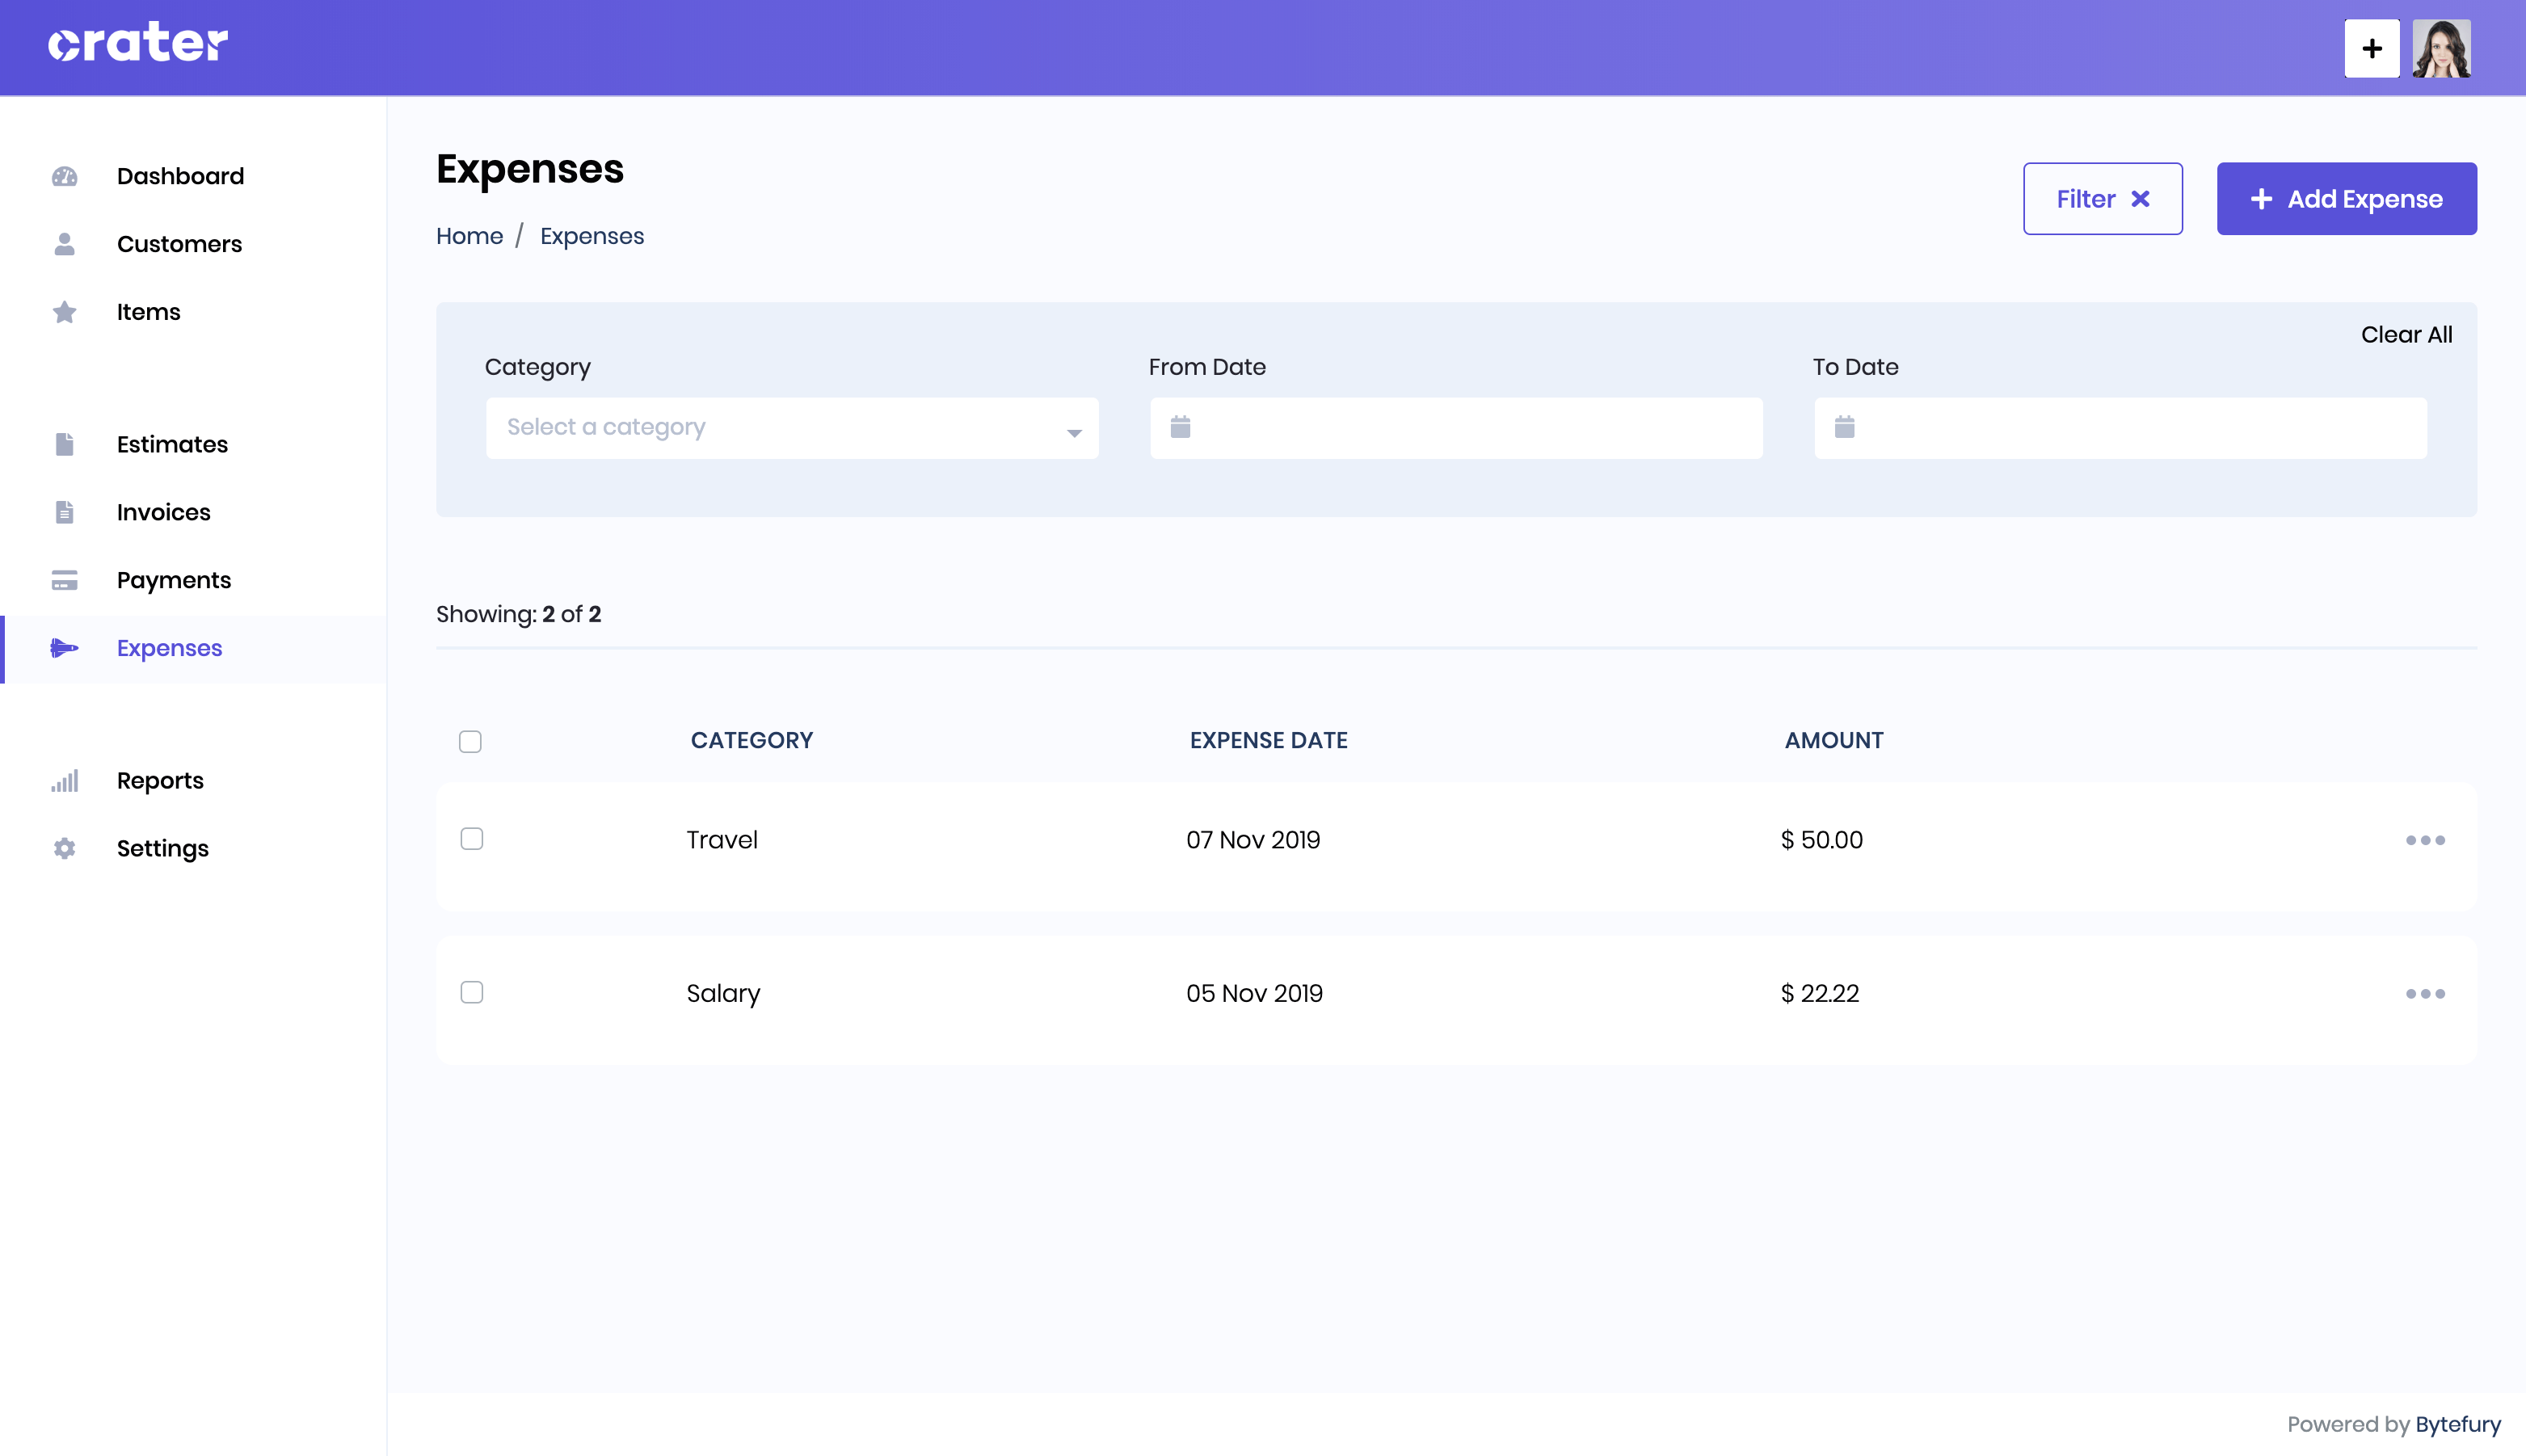 crater
Dashboard
Customers
Items
Estimates
Invoices
Payments
Expenses
Reports
Settings
Expenses
Home / Expenses
Filter
Add Expense
Clear All
Category
From Date
To Date
Select a category
Showing: 2 of 2
CATEGORY EXPENSE DATE AMOUNT
Travel 07 Nov 2019 $ 50.00
Salary 05 Nov 2019 $ 22.22
Powered by Bytefury